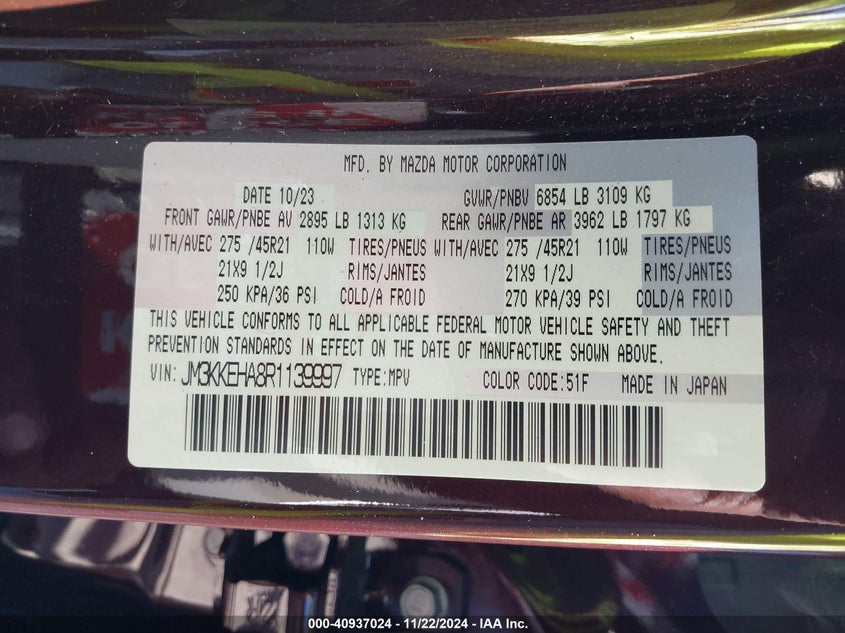 MFD. BY MAZDA MOTOR CORPORATION
DATE 10/23 GVWR/PNBV 6854 LB 3109 KG
FRONT GAWR/PNBE AV 2895 LB 1313 KG REAR GAWR/PNBE AR 3962 LB 1797 KG
WITH/AVEC 275 /45R21 110W TIRES/PNEUS WITH/AVEC 275 /45R21 110W TIRES/PNEUS
21X9 1/2J RIMS/JANTES 21X9 1/2J RIMS/JANTES
250 KPA/36 PSI COLD/A FROID 270 KPA/39 PSI COLD/A FROID
THIS VEHICLE CONFORMS TO ALL APPLICABLE FEDERAL MOTOR VEHICLE SAFETY AND THEFT
PREVENTION STANDARDS IN EFFECT ON THE DATE OF MANUFACTURE SHOWN ABOVE.
VIN: JM3KKEHA8R1139997 TYPE:MPV COLOR CODE:51F MADE IN JAPAN
000-40937024 - 11/22/2024 - IAA Inc.